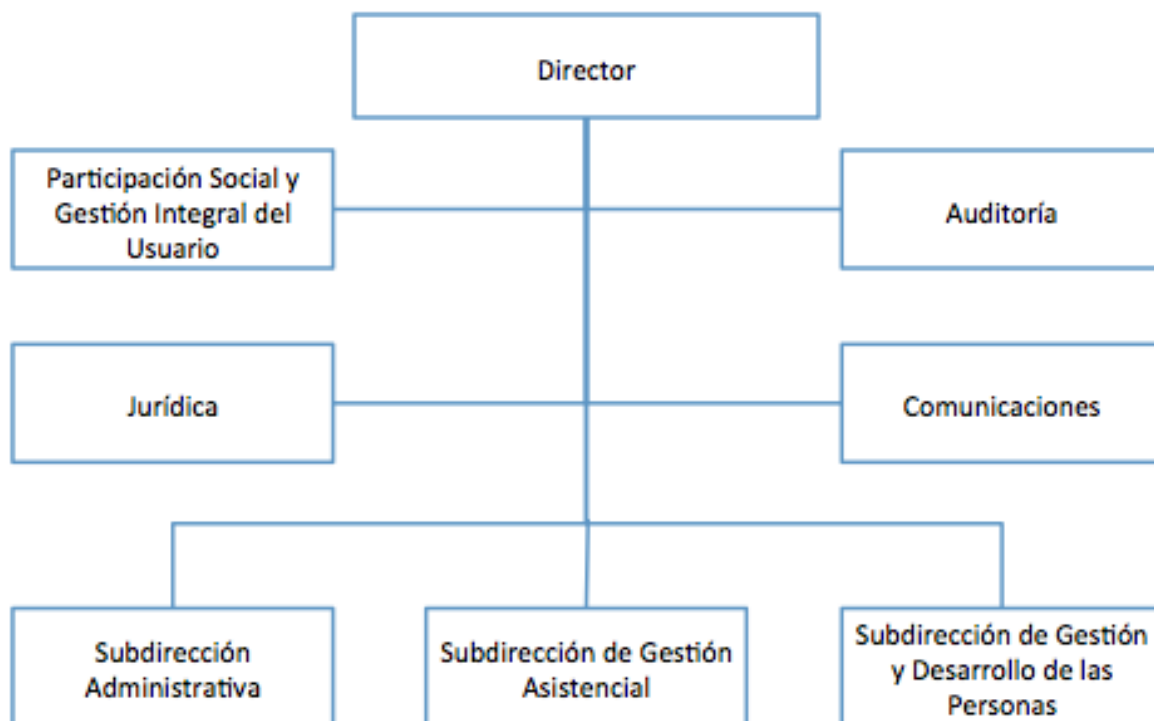 Director
Participación Social y
Gestión Integral del
Usuario
Auditoría
Jurídica
Comunicaciones
Subdirección
Administrativa
Subdirección de Gestión
Asistencial
Subdirección de Gestión
y Desarrollo de las
Personas